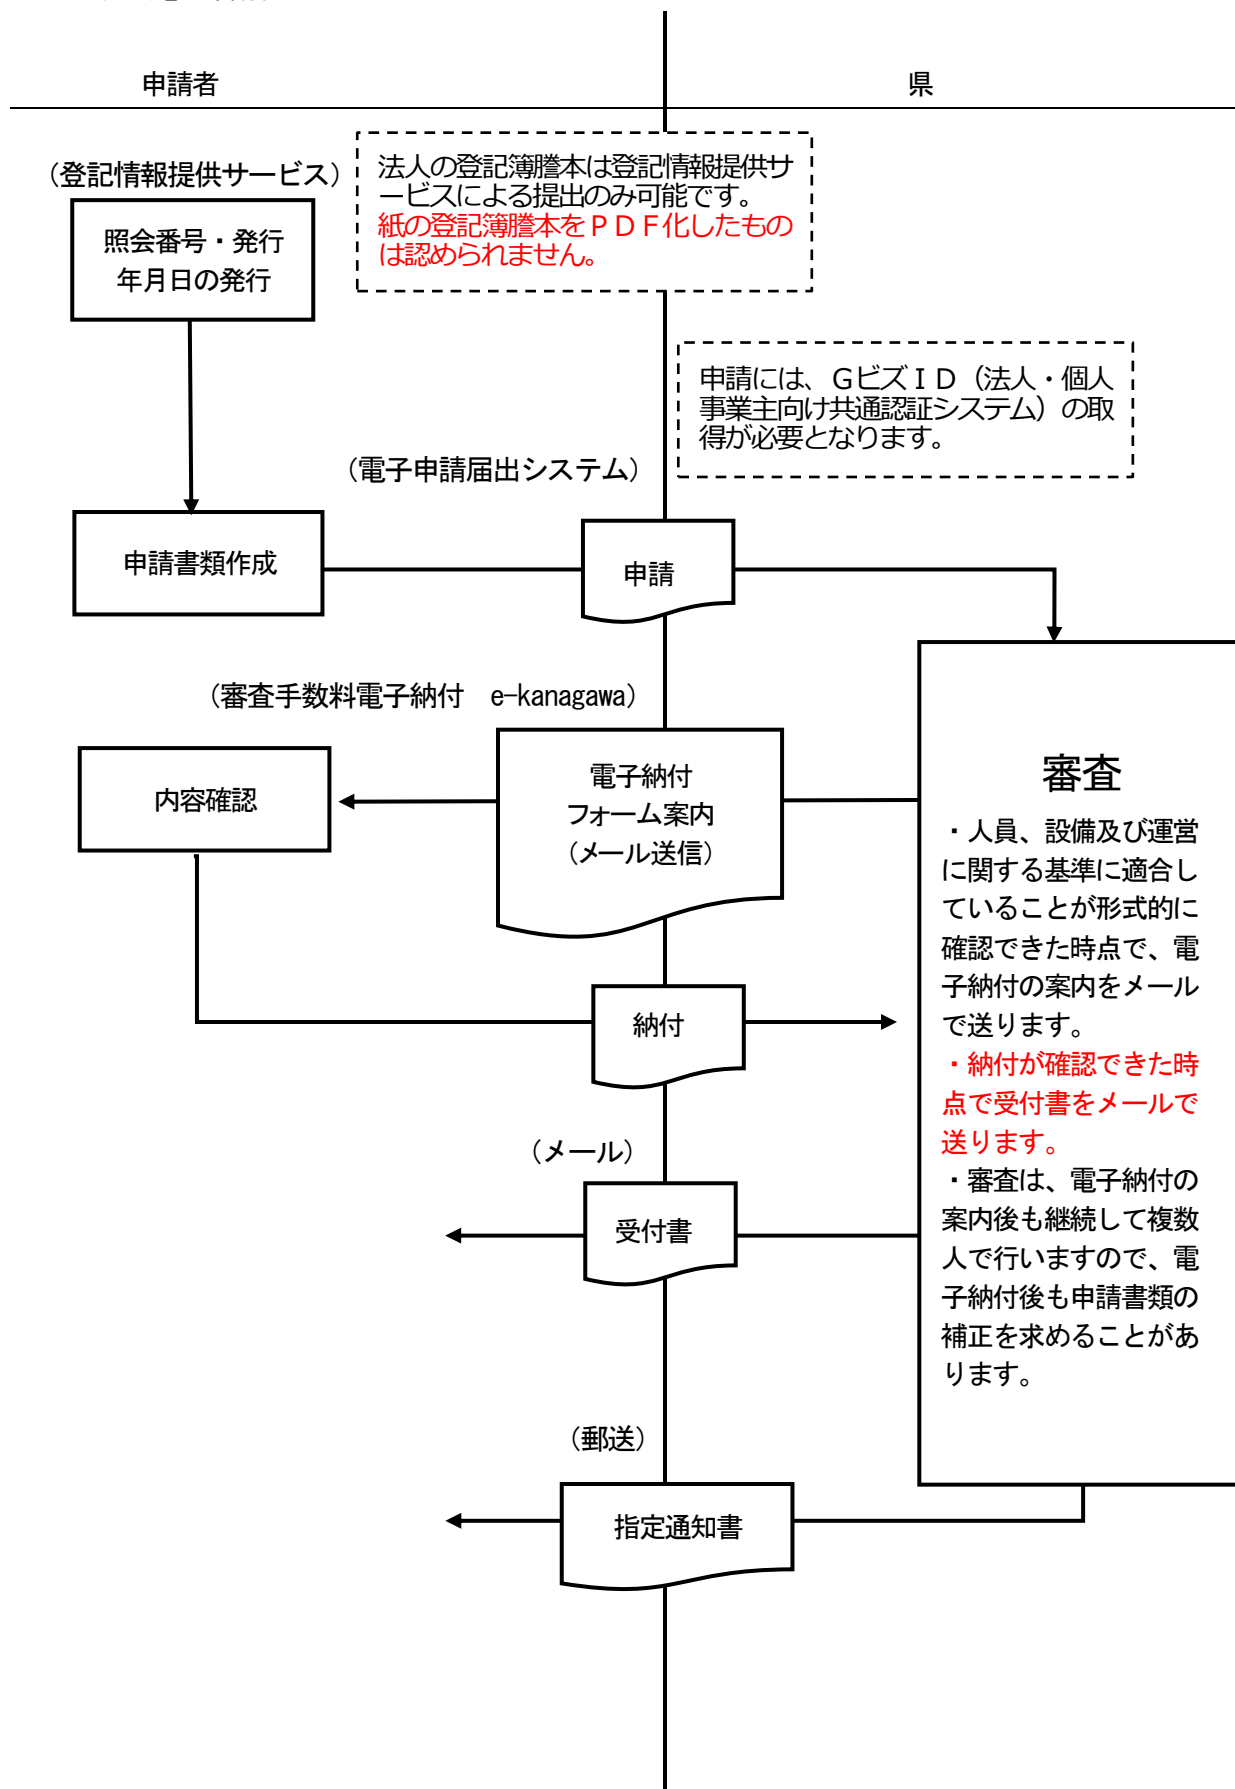 申請者
県
（登記情報提供サービス）
法人の登記簿謄本は登記情報提供サ
ービスによる提出のみ可能です。
紙の登記簿謄本をＰＤＦ化したもの
は認められません。
照会番号・発行
年月日の発行
申請には、ＧビズＩＤ（法人・個人
事業主向け共通認証システム）の取
得が必要となります。
（電子申請届出システム）
申請書類作成
申請
（審査手数料電子納付　e-kanagawa）
電子納付
フォーム案内
（メール送信）
内容確認
審査
・人員、設備及び運営
に関する基準に適合し
ていることが形式的に
確認できた時点で、電
子納付の案内をメール
で送ります。
・納付が確認できた時
点で受付書をメールで
送ります。
・審査は、電子納付の
案内後も継続して複数
人で行いますので、電
子納付後も申請書類の
補正を求めることがあ
ります。
納付
（メール）
受付書
（郵送）
指定通知書